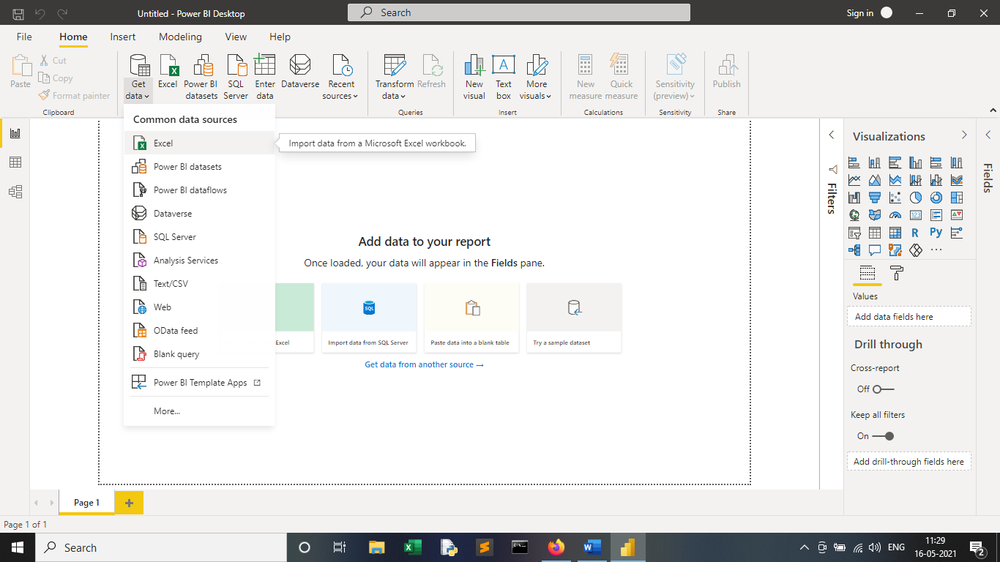 Untitled - Power BI Desktop
Search
Sign in
File Home Insert Modeling View Help
Paste
Cut
Copy
Format painter
Clipboard
Get data
Excel
Power BI datasets
SQL Server
Enter data
Dataverse
Recent sources
Transform data
Refresh
Queries
New visual
Text box
More visuals
Insert
New measure
Quick measure
Calculations
Sensitivity (preview)
Sensitivity
Publish
Share
Common data sources
Excel
Import data from a Microsoft Excel workbook.
Power BI datasets
Power BI dataflows
Dataverse
SQL Server
Analysis Services
Text/CSV
Web
OData feed
Blank query
Power BI Template Apps
More...
Add data to your report
Once loaded, your data will appear in the Fields pane.
Excel
SQL
Import data from SQL Server
Paste data into a blank table
Try a sample dataset
Get data from another source →
Filters
Visualizations
123
R
Py
Values
Add data fields here
Drill through
Cross-report
Off
Keep all filters
On
Add drill-through fields here
Fields
Page 1
Page 1 of 1
Search
ENG
11:29
16-05-2021
2